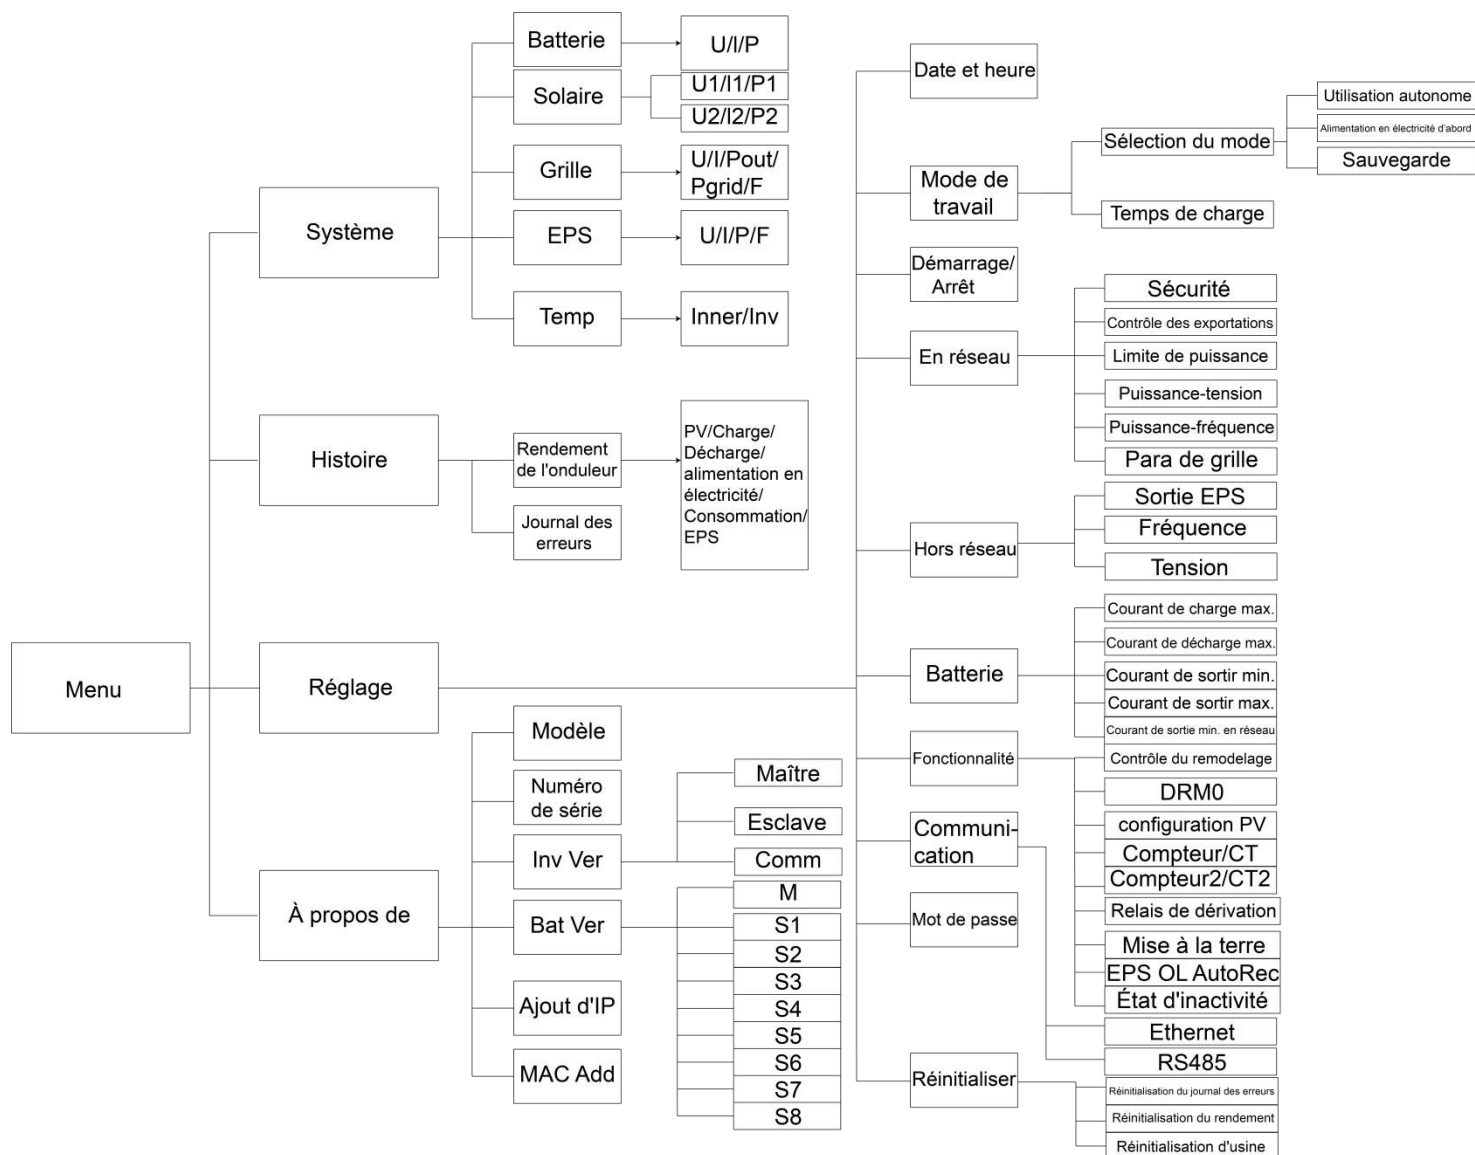 Menu
Système
Batterie
U/I/P
Solaire
U1/I1/P1
U2/I2/P2
Grille
U/I/Pout/
Pgrid/F
EPS
U/I/P/F
Temp
Inner/Inv
Histoire
Rendement
de l'onduleur
PV/Charge/
Décharge/
alimentation en
électricité/
Consommation/
EPS
Journal des
erreurs
Réglage
Date et heure
Mode de
travail
Sélection du mode
Utilisation autonome
Alimentation en électricité d'abord
Sauvegarde
Temps de charge
Démarrage/
Arrêt
En réseau
Sécurité
Contrôle des exportations
Limite de puissance
Puissance-tension
Puissance-fréquence
Para de grille
Hors réseau
Sortie EPS
Fréquence
Tension
Batterie
Courant de charge max.
Courant de décharge max.
Courant de sortir min.
Courant de sortir max.
Courant de sortie min. en réseau
Fonctionnalité
Contrôle du remodelage
DRM0
configuration PV
Compteur/CT
Compteur2/CT2
Relais de dérivation
Mise à la terre
EPS OL AutoRec
État d'inactivité
Communi-
cation
Ethernet
RS485
Mot de passe
Réinitialiser
Réinitialisation du journal des erreurs
Réinitialisation du rendement
Réinitialisation d'usine
À propos de
Modèle
Numéro
de série
Inv Ver
Maître
Esclave
Comm
Bat Ver
M
S1
S2
S3
S4
S5
S6
S7
S8
Ajout d'IP
MAC Add